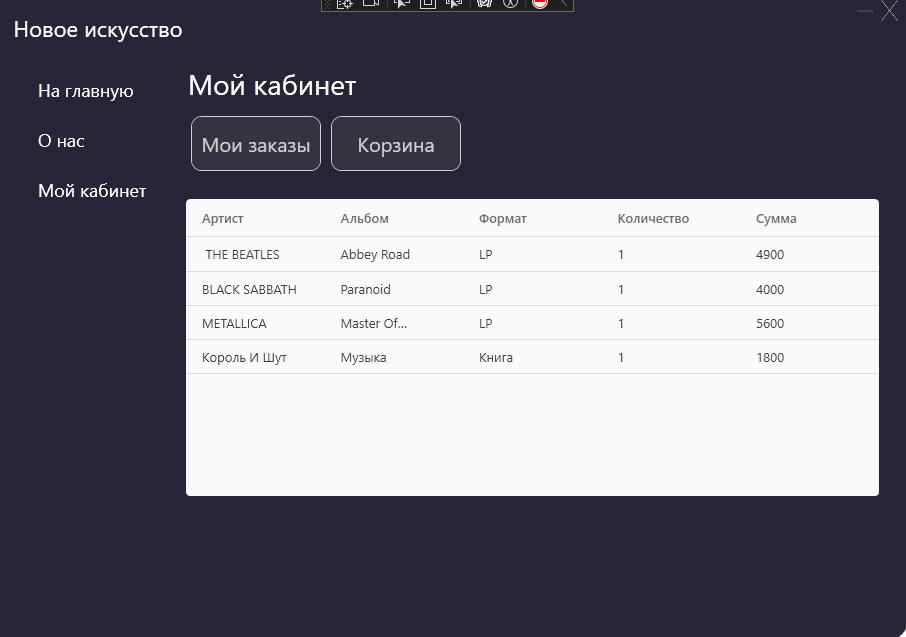 Новое искусство
На главную
О нас
Мой кабинет
Мой кабинет
Мои заказы Корзина
Артист Альбом Формат Количество Сумма
THE BEATLES Abbey Road LP 1 4900
BLACK SABBATH Paranoid LP 1 4000
METALLICA Master Of... LP 1 5600
Король И Шут Музыка Книга 1 1800